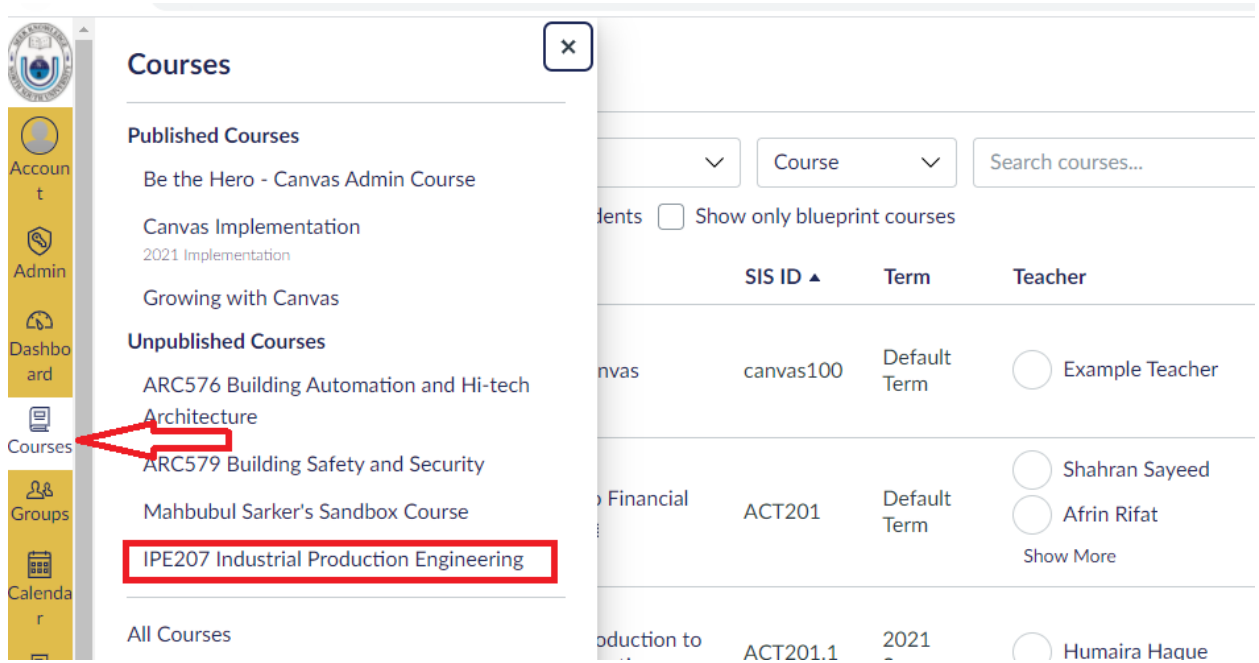 Account
Admin
Dashboard
Courses
Groups
Calendar
Courses
×
Published Courses
Be the Hero - Canvas Admin Course
Canvas Implementation
2021 Implementation
Growing with Canvas
Unpublished Courses
ARC576 Building Automation and Hi-tech
Architecture
ARC579 Building Safety and Security
Mahbubul Sarker's Sandbox Course
IPE207 Industrial Production Engineering
All Courses
Course
Search courses...
dents
Show only blueprint courses
SIS ID ▲
Term
Teacher
nvas
canvas100
Default
Term
Example Teacher
o Financial
ACT201
Default
Term
Shahran Sayeed
Afrin Rifat
Show More
oduction to
ACT201.1
2021
Humaira Haque